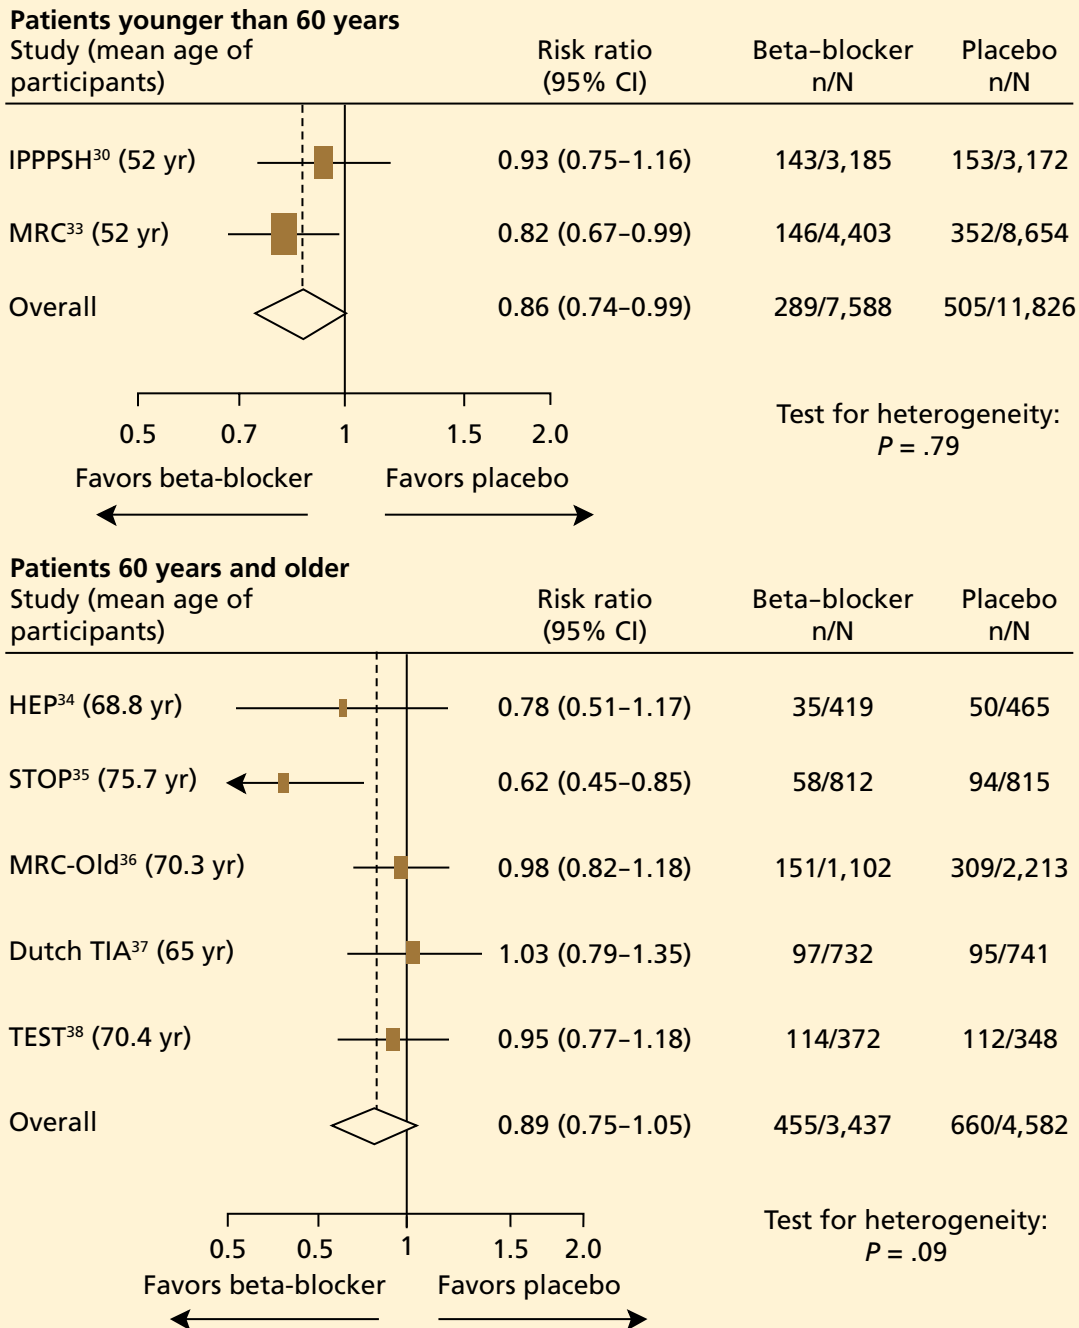 Patients younger than 60 years
Study (mean age of participants) Risk ratio (95% CI) Beta-blocker n/N Placebo n/N
IPPPSH30 (52 yr) 0.93 (0.75–1.16) 143/3,185 153/3,172
MRC33 (52 yr) 0.82 (0.67–0.99) 146/4,403 352/8,654
Overall 0.86 (0.74–0.99) 289/7,588 505/11,826
0.5 0.7 1 1.5 2.0
Favors beta-blocker Favors placebo
Test for heterogeneity:
P = .79
Patients 60 years and older
Study (mean age of participants) Risk ratio (95% CI) Beta-blocker n/N Placebo n/N
HEP34 (68.8 yr) 0.78 (0.51–1.17) 35/419 50/465
STOP35 (75.7 yr) 0.62 (0.45–0.85) 58/812 94/815
MRC-Old36 (70.3 yr) 0.98 (0.82–1.18) 151/1,102 309/2,213
Dutch TIA37 (65 yr) 1.03 (0.79–1.35) 97/732 95/741
TEST38 (70.4 yr) 0.95 (0.77–1.18) 114/372 112/348
Overall 0.89 (0.75–1.05) 455/3,437 660/4,582
0.5 0.5 1 1.5 2.0
Favors beta-blocker Favors placebo
Test for heterogeneity:
P = .09